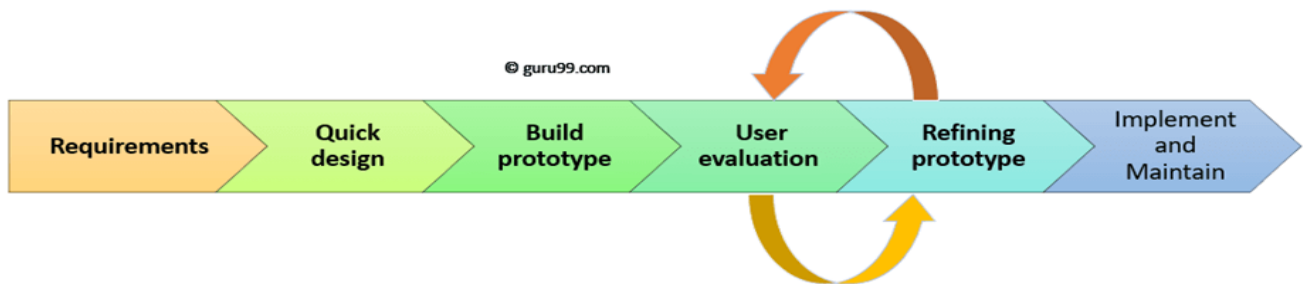 © guru99.com
Requirements
Quick
design
Build
prototype
User
evaluation
Refining
prototype
Implement
and
Maintain